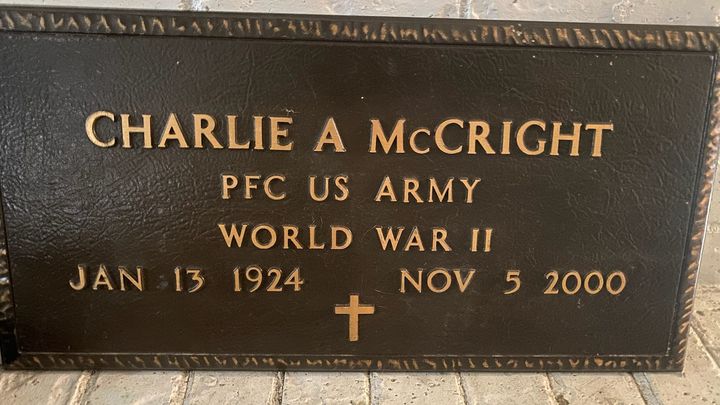 CHARLIE A McCRIGHT
PFC US ARMY
WORLD WAR II
JAN 13 1924 NOV 5 2000